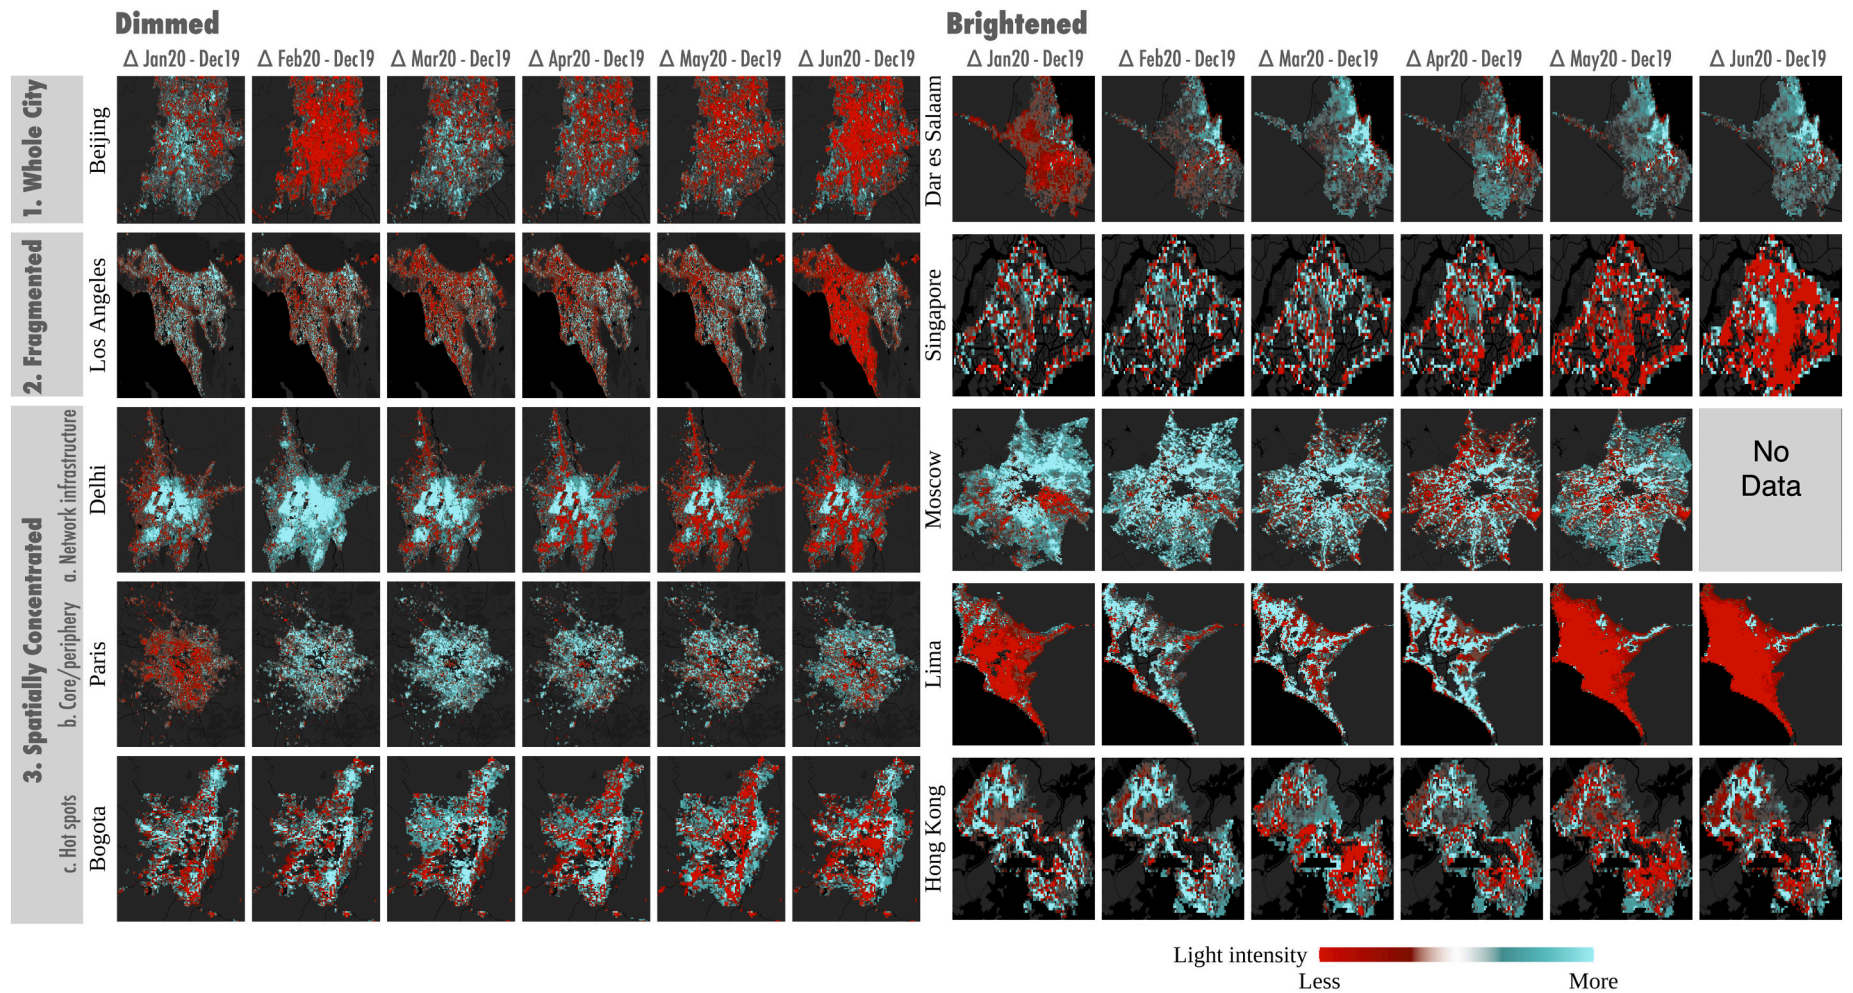 Dimmed
Brightened
Δ Jan20 - Dec19
Δ Feb20 - Dec19
Δ Mar20 - Dec19
Δ Apr20 - Dec19
Δ May20 - Dec19
Δ Jun20 - Dec19
Δ Jan20 - Dec19
Δ Feb20 - Dec19
Δ Mar20 - Dec19
Δ Apr20 - Dec19
Δ May20 - Dec19
Δ Jun20 - Dec19
1. Whole City
Beijing
Dar es Salaam
2. Fragmented
Los Angeles
Singapore
3. Spatially Concentrated
a. Network infrastructure
Delhi
Moscow
No
Data
b. Core/periphery
Paris
Lima
c. Hot spots
Bogota
Hong Kong
Light intensity
Less
More